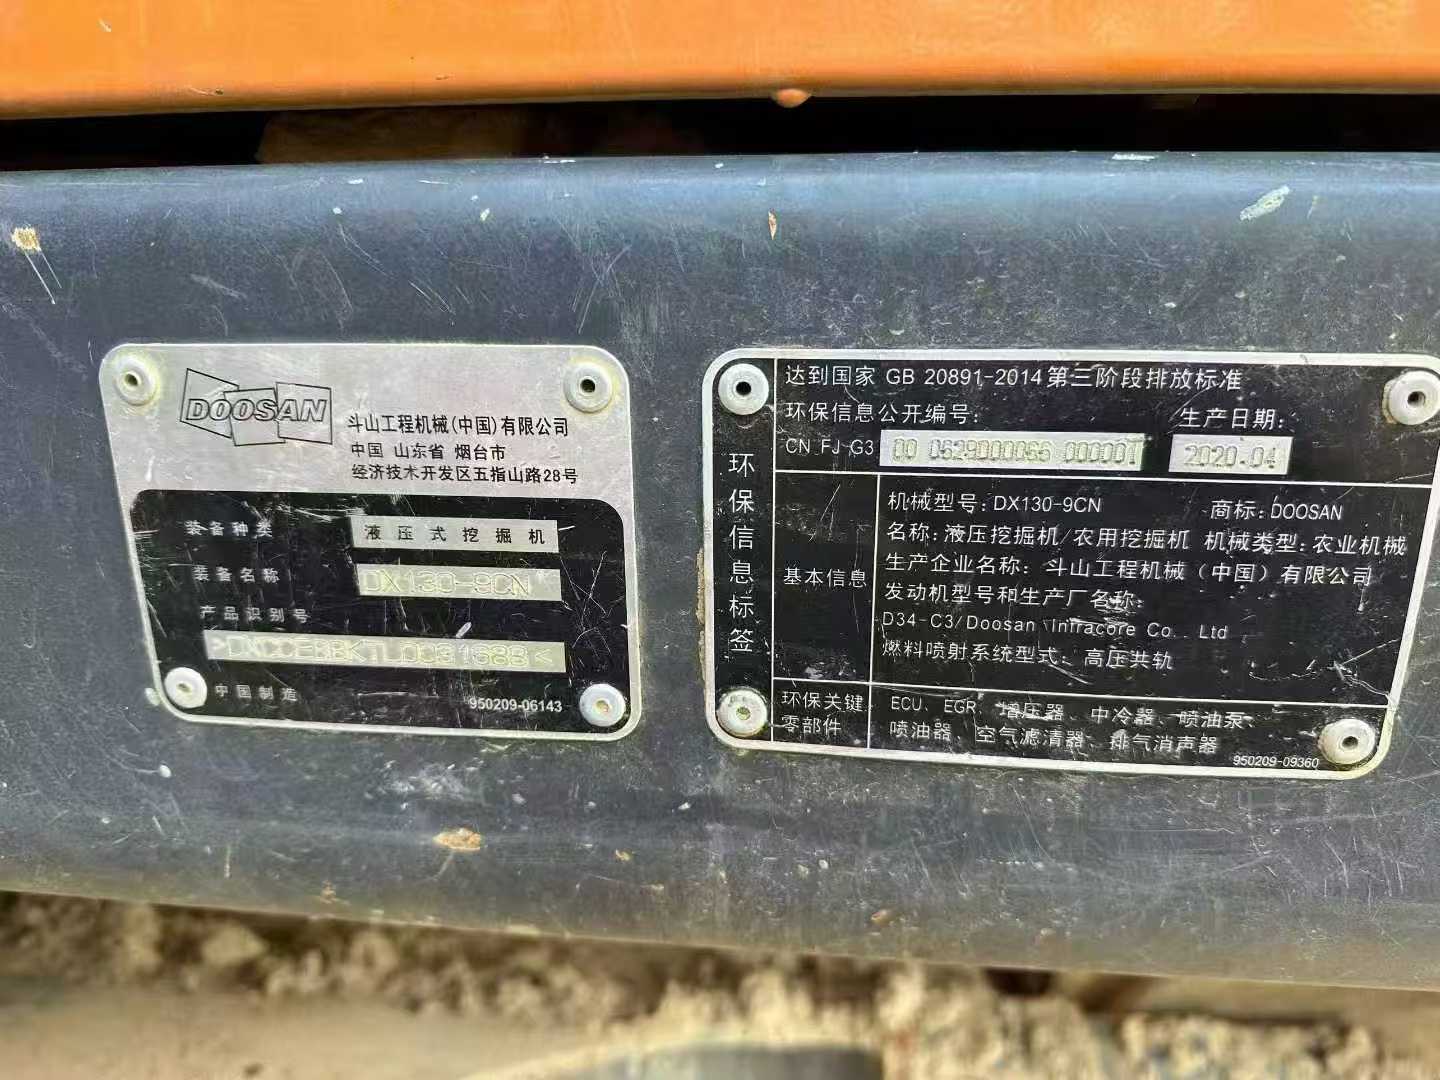 DOOSAN
斗山工程机械(中国)有限公司
中国 山东省 烟台市
经济技术开发区五指山路28号
装备种类 液压式挖掘机
装备名称 DX130-9CN
产品识别号
中国制造 950209-06143
环保信息标签
达到国家 GB 20891-2014第三阶段排放标准
环保信息公开编号: 生产日期:
CN FJ G3 2020.04
基本信息
机械型号: DX130-9CN 商标: DOOSAN
名称: 液压挖掘机/农用挖掘机 机械类型: 农业机械
生产企业名称: 斗山工程机械（中国）有限公司
发动机型号和生产厂名称:
D34-C3/Doosan Infracore Co., Ltd
燃料喷射系统型式: 高压共轨
环保关键零部件
ECU、EGR、增压器、中冷器、喷油泵、
喷油器、空气滤清器、排气消声器
950209-09360